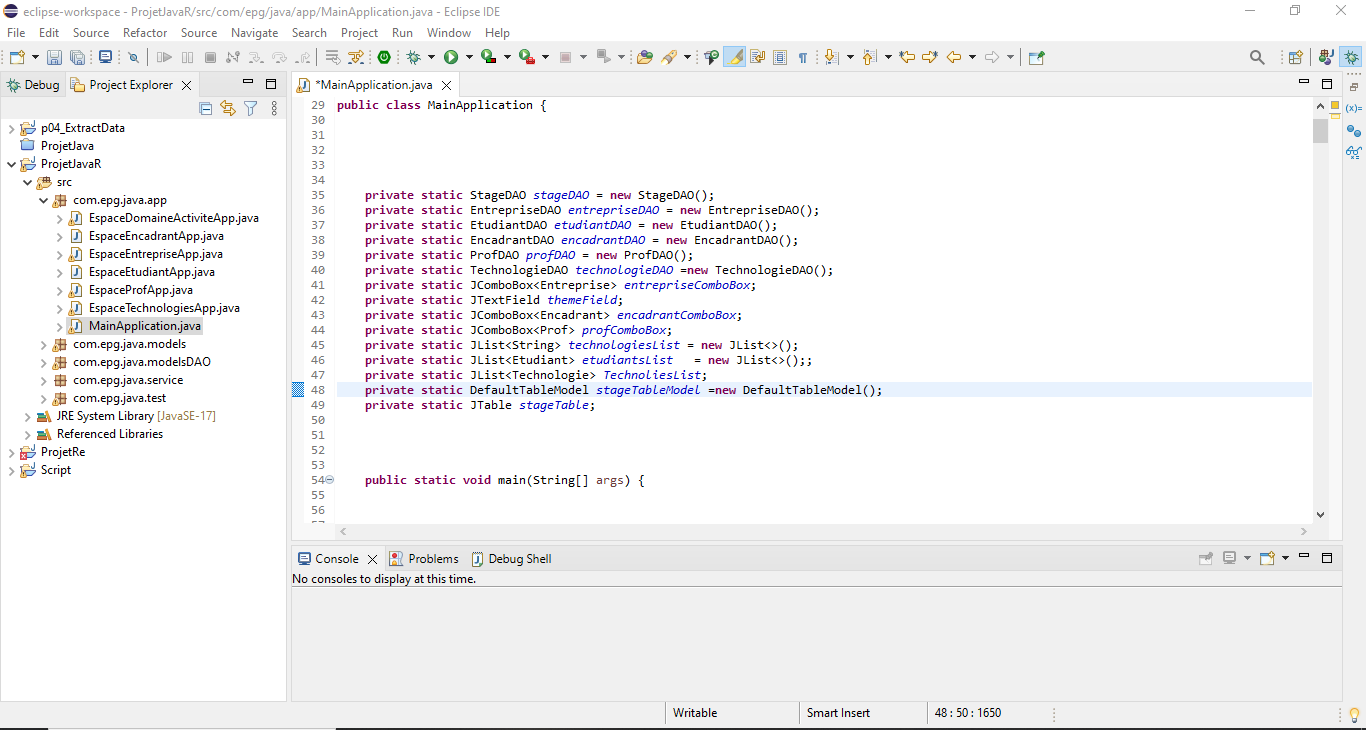 eclipse-workspace - ProjetJavaR/src/com/epg/java/app/MainApplication.java - Eclipse IDE
File Edit Source Refactor Source Navigate Search Project Run Window Help
Debug Project Explorer
p04_ExtractData
ProjetJava
ProjetJavaR
src
com.epg.java.app
EspaceDomaineActiviteApp.java
EspaceEncadrantApp.java
EspaceEntrepriseApp.java
EspaceEtudiantApp.java
EspaceProfApp.java
EspaceTechnologiesApp.java
MainApplication.java
com.epg.java.models
com.epg.java.modelsDAO
com.epg.java.service
com.epg.java.test
JRE System Library [JavaSE-17]
Referenced Libraries
ProjetRe
Script
*MainApplication.java
29 public class MainApplication {
30
31
32
33
34
35 private static StageDAO stageDAO = new StageDAO();
36 private static EntrepriseDAO entrepriseDAO = new EntrepriseDAO();
37 private static EtudiantDAO etudiantDAO = new EtudiantDAO();
38 private static EncadrantDAO encadrantDAO = new EncadrantDAO();
39 private static ProfDAO profDAO = new ProfDAO();
40 private static TechnologieDAO technologieDAO =new TechnologieDAO();
41 private static JComboBox<Entreprise> entrepriseComboBox;
42 private static JTextField themeField;
43 private static JComboBox<Encadrant> encadrantComboBox;
44 private static JComboBox<Prof> profComboBox;
45 private static JList<String> technologiesList = new JList<>();
46 private static JList<Etudiant> etudiantsList   = new JList<>();;
47 private static JList<Technologie> TechnoliesList;
48 private static DefaultTableModel stageTableModel =new DefaultTableModel();
49 private static JTable stageTable;
50
51
52
53
54 public static void main(String[] args) {
55
56
57
Console Problems Debug Shell
No consoles to display at this time.
Writable Smart Insert 48 : 50 : 1650